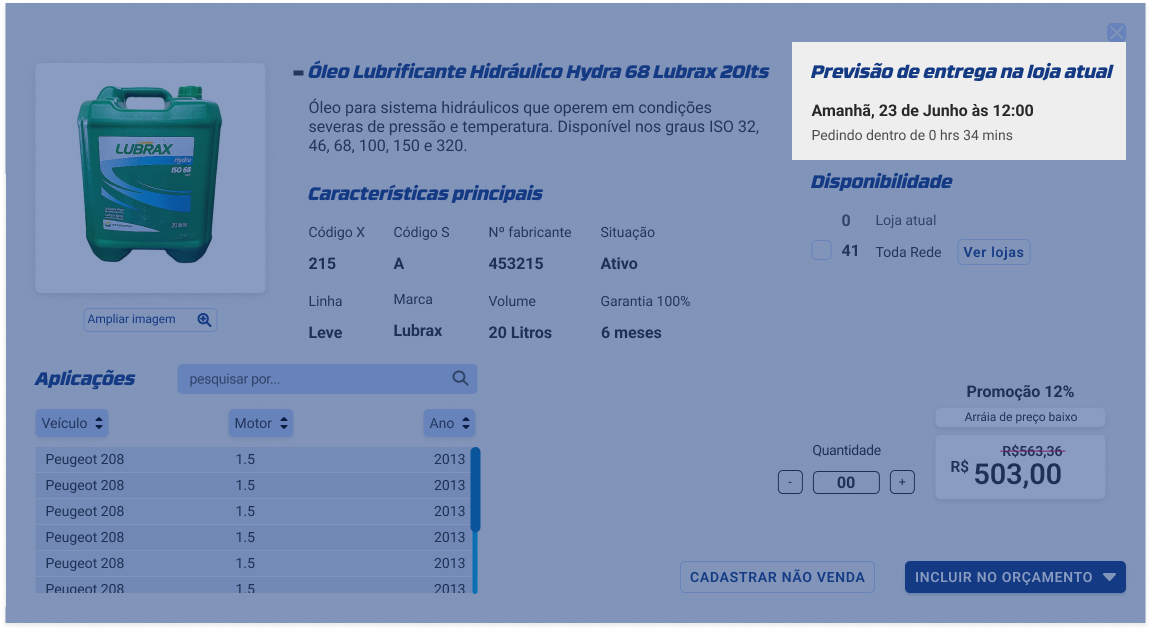 Óleo Lubrificante Hidráulico Hydra 68 Lubrax 20lts
Óleo para sistema hidráulicos que operem em condições
severas de pressão e temperatura. Disponível nos graus ISO 32,
46, 68, 100, 150 e 320.
LUBRAX
Hydra
ISO 68
Ampliar imagem
Características principais
Código X Código S Nº fabricante Situação
215 A 453215 Ativo
Linha Marca Volume Garantia 100%
Leve Lubrax 20 Litros 6 meses
Previsão de entrega na loja atual
Amanhã, 23 de Junho às 12:00
Pedindo dentro de 0 hrs 34 mins
Disponibilidade
0 Loja atual
41 Toda Rede Ver lojas
Aplicações pesquisar por...
Veículo Motor Ano
Peugeot 208 1.5 2013
Peugeot 208 1.5 2013
Peugeot 208 1.5 2013
Peugeot 208 1.5 2013
Peugeot 208 1.5 2013
Peugeot 208 1.5 2013
Quantidade
- 00 +
Promoção 12%
Arráia de preço baixo
R$563,36
R$ 503,00
CADASTRAR NÃO VENDA
INCLUIR NO ORÇAMENTO